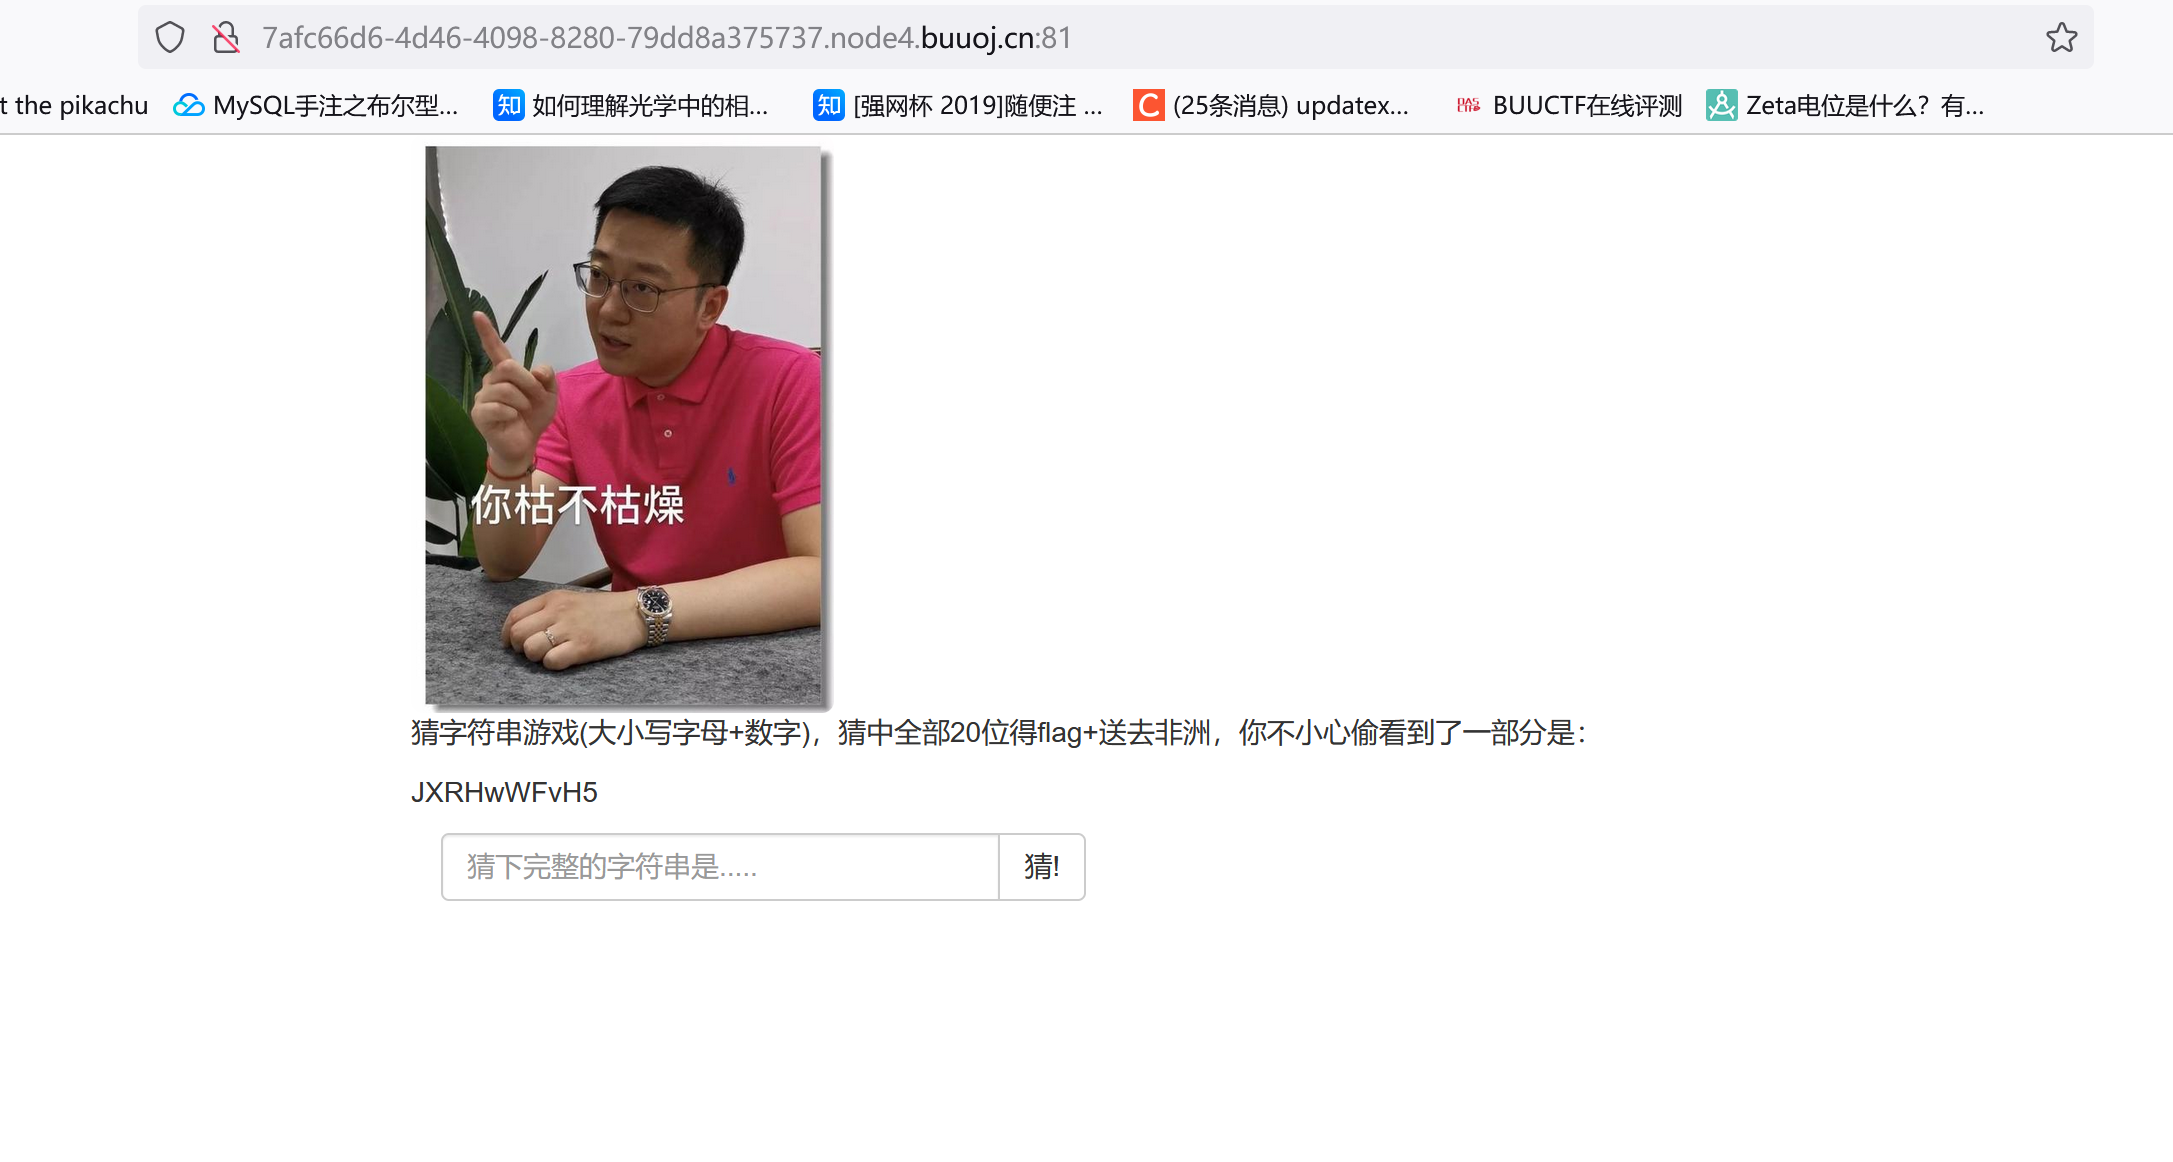 7afc66d6-4d46-4098-8280-79dd8a375737.node4.buuoj.cn:81
t the pikachu MySQL手注之布尔型... 知 如何理解光学中的相... 知 [强网杯 2019]随便注 ... C (25条消息) updatex... BUUCTF在线评测 Zeta电位是什么？有...
你枯不枯燥
猜字符串游戏(大小写字母+数字)，猜中全部20位得flag+送去非洲，你不小心偷看到了一部分是：
JXRHwWFvH5
猜下完整的字符串是..... 猜!